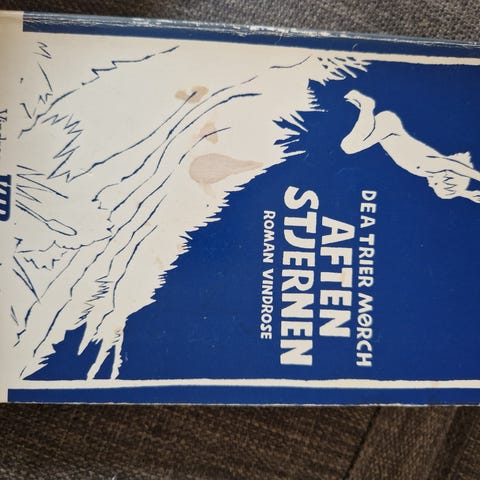 DEA TRIER MØRCH
AFTEN
STJERNEN
ROMAN VINDROSE